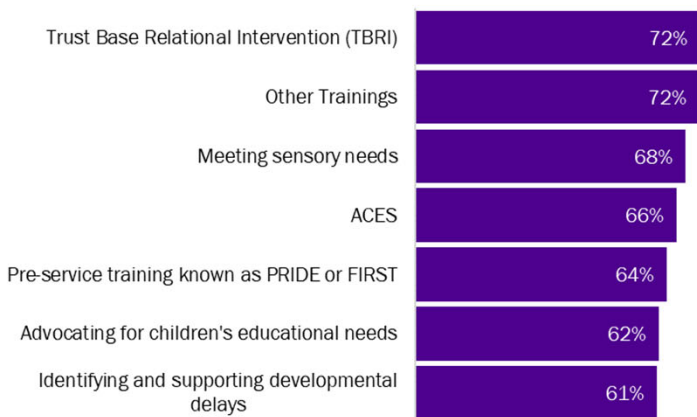 Trust Base Relational Intervention (TBRI) 72%
Other Trainings 72%
Meeting sensory needs 68%
ACES 66%
Pre-service training known as PRIDE or FIRST 64%
Advocating for children's educational needs 62%
Identifying and supporting developmental
delays 61%